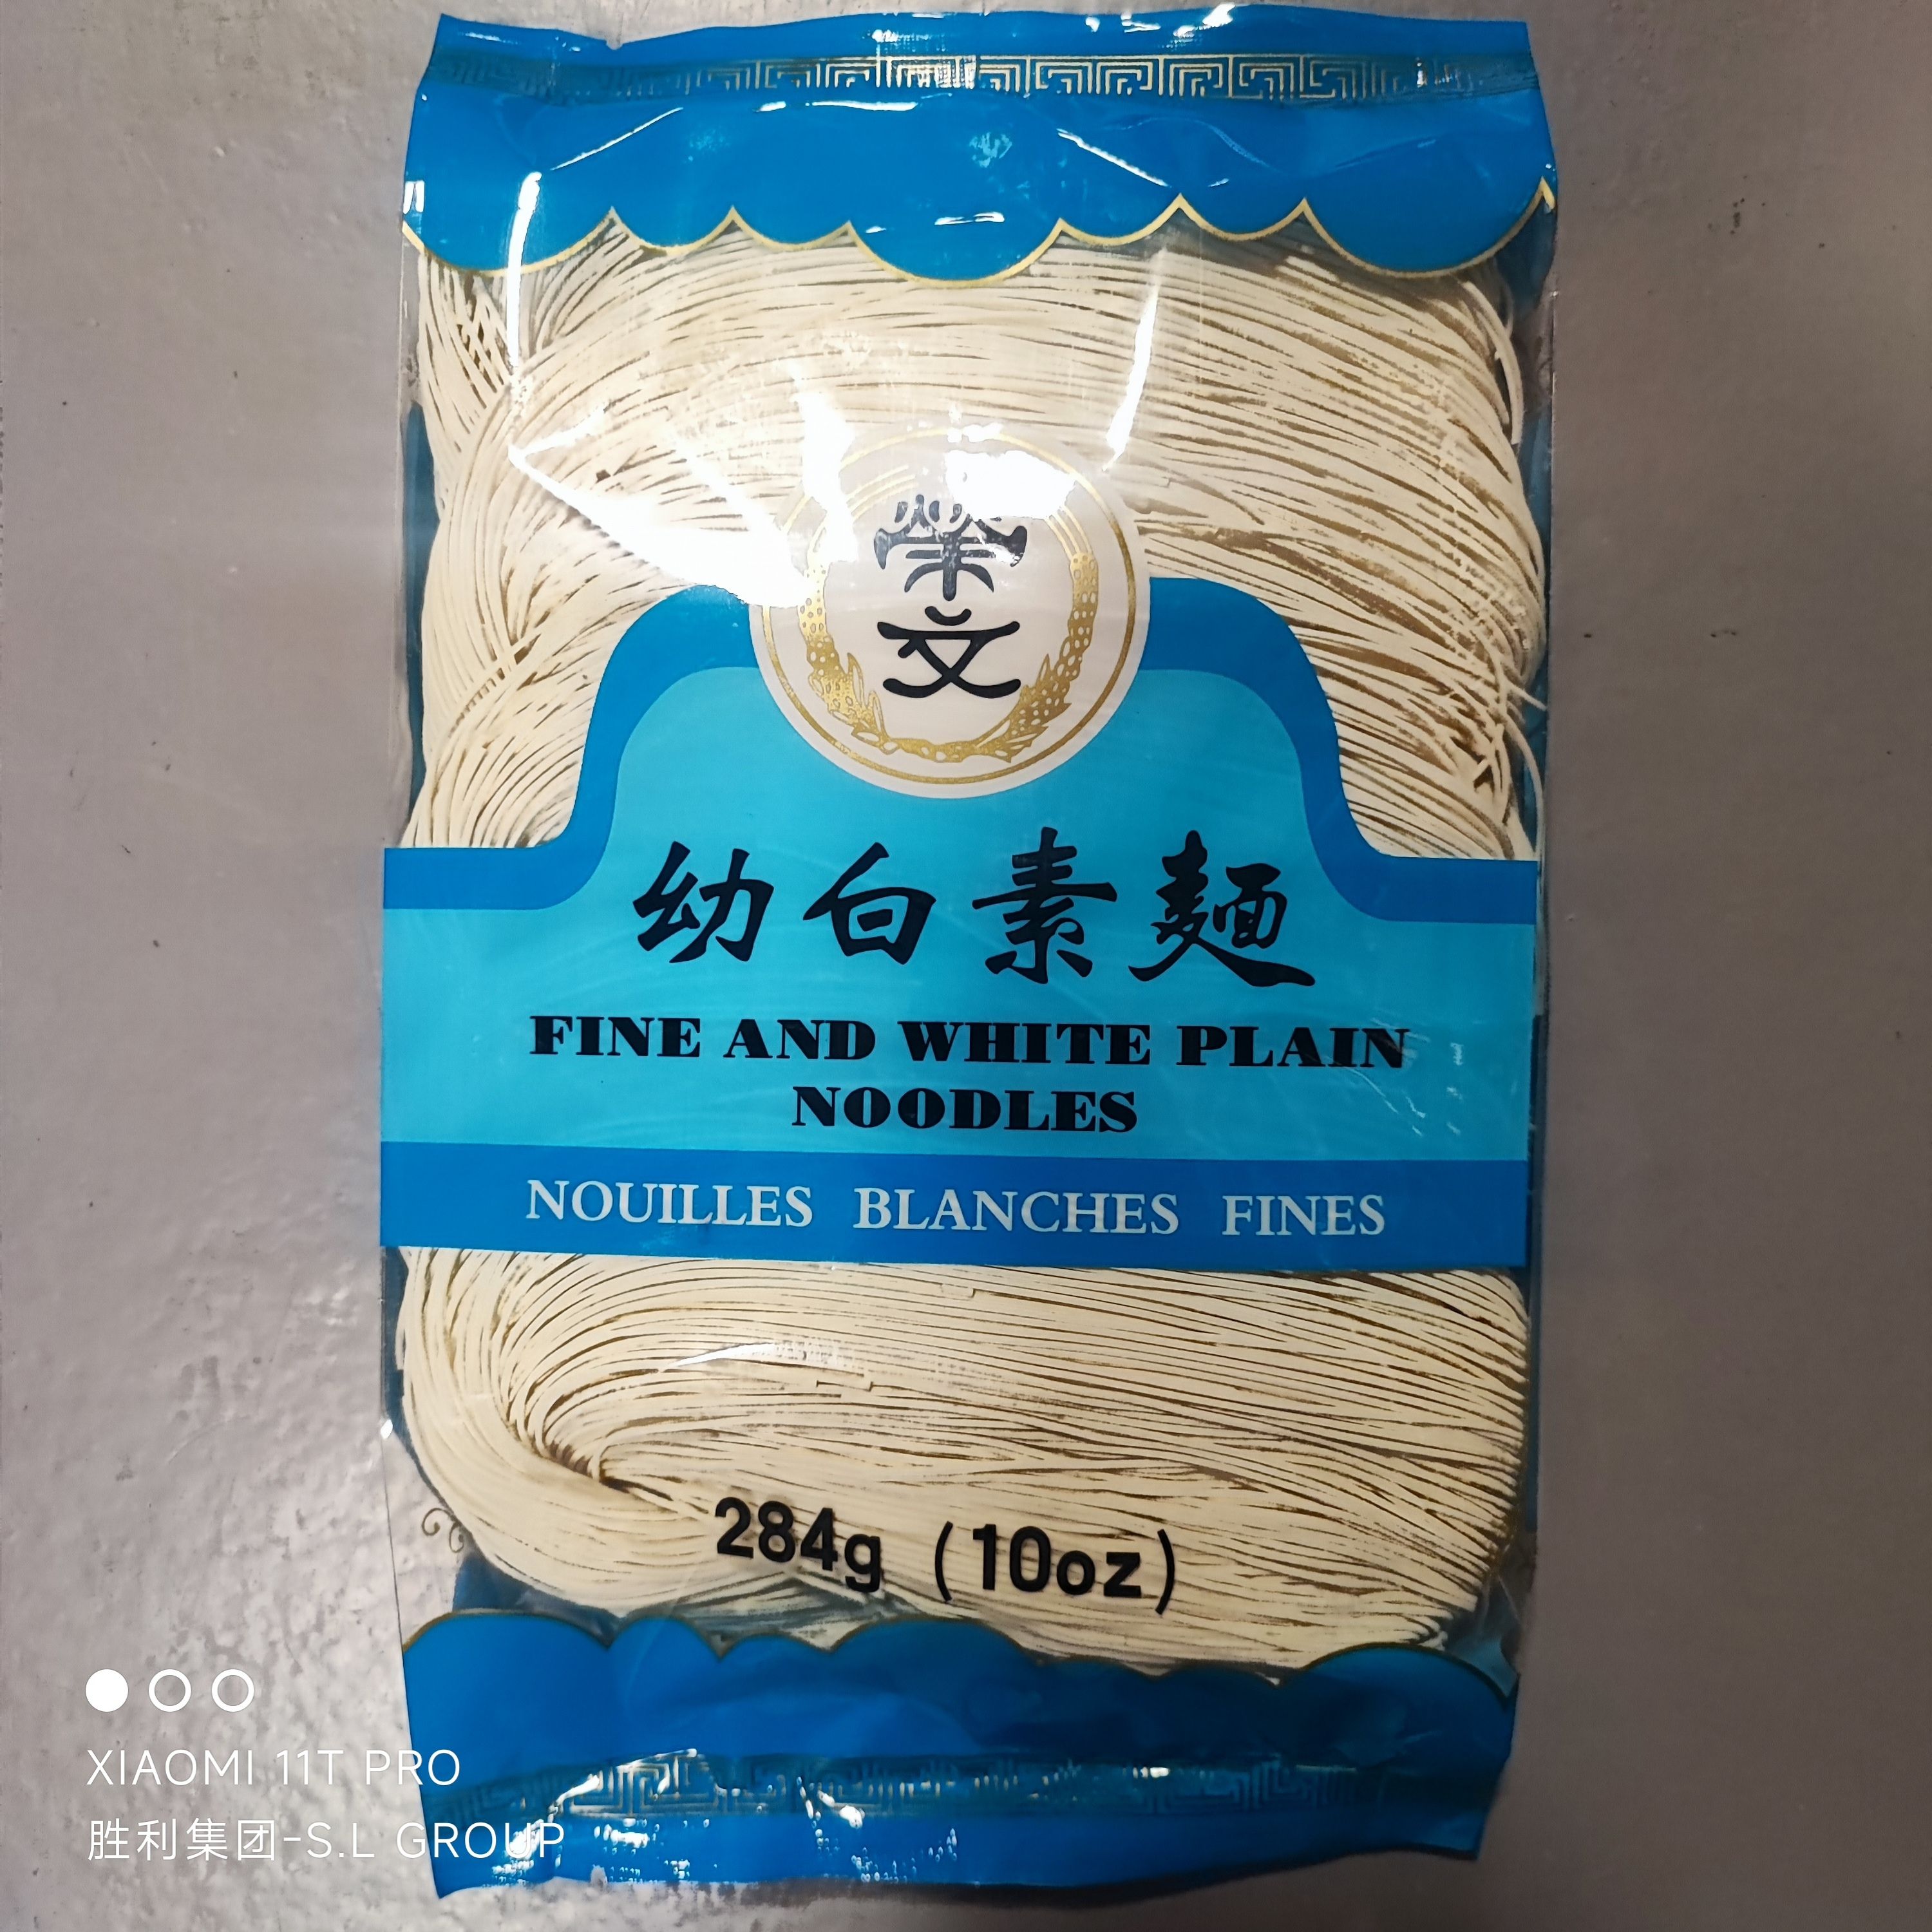 榮
文
幼白素麺
FINE AND WHITE PLAIN
NOODLES
NOUILLES BLANCHES FINES
284g (10oz)
XIAOMI 11T PRO
胜利集团-S.L GROUP